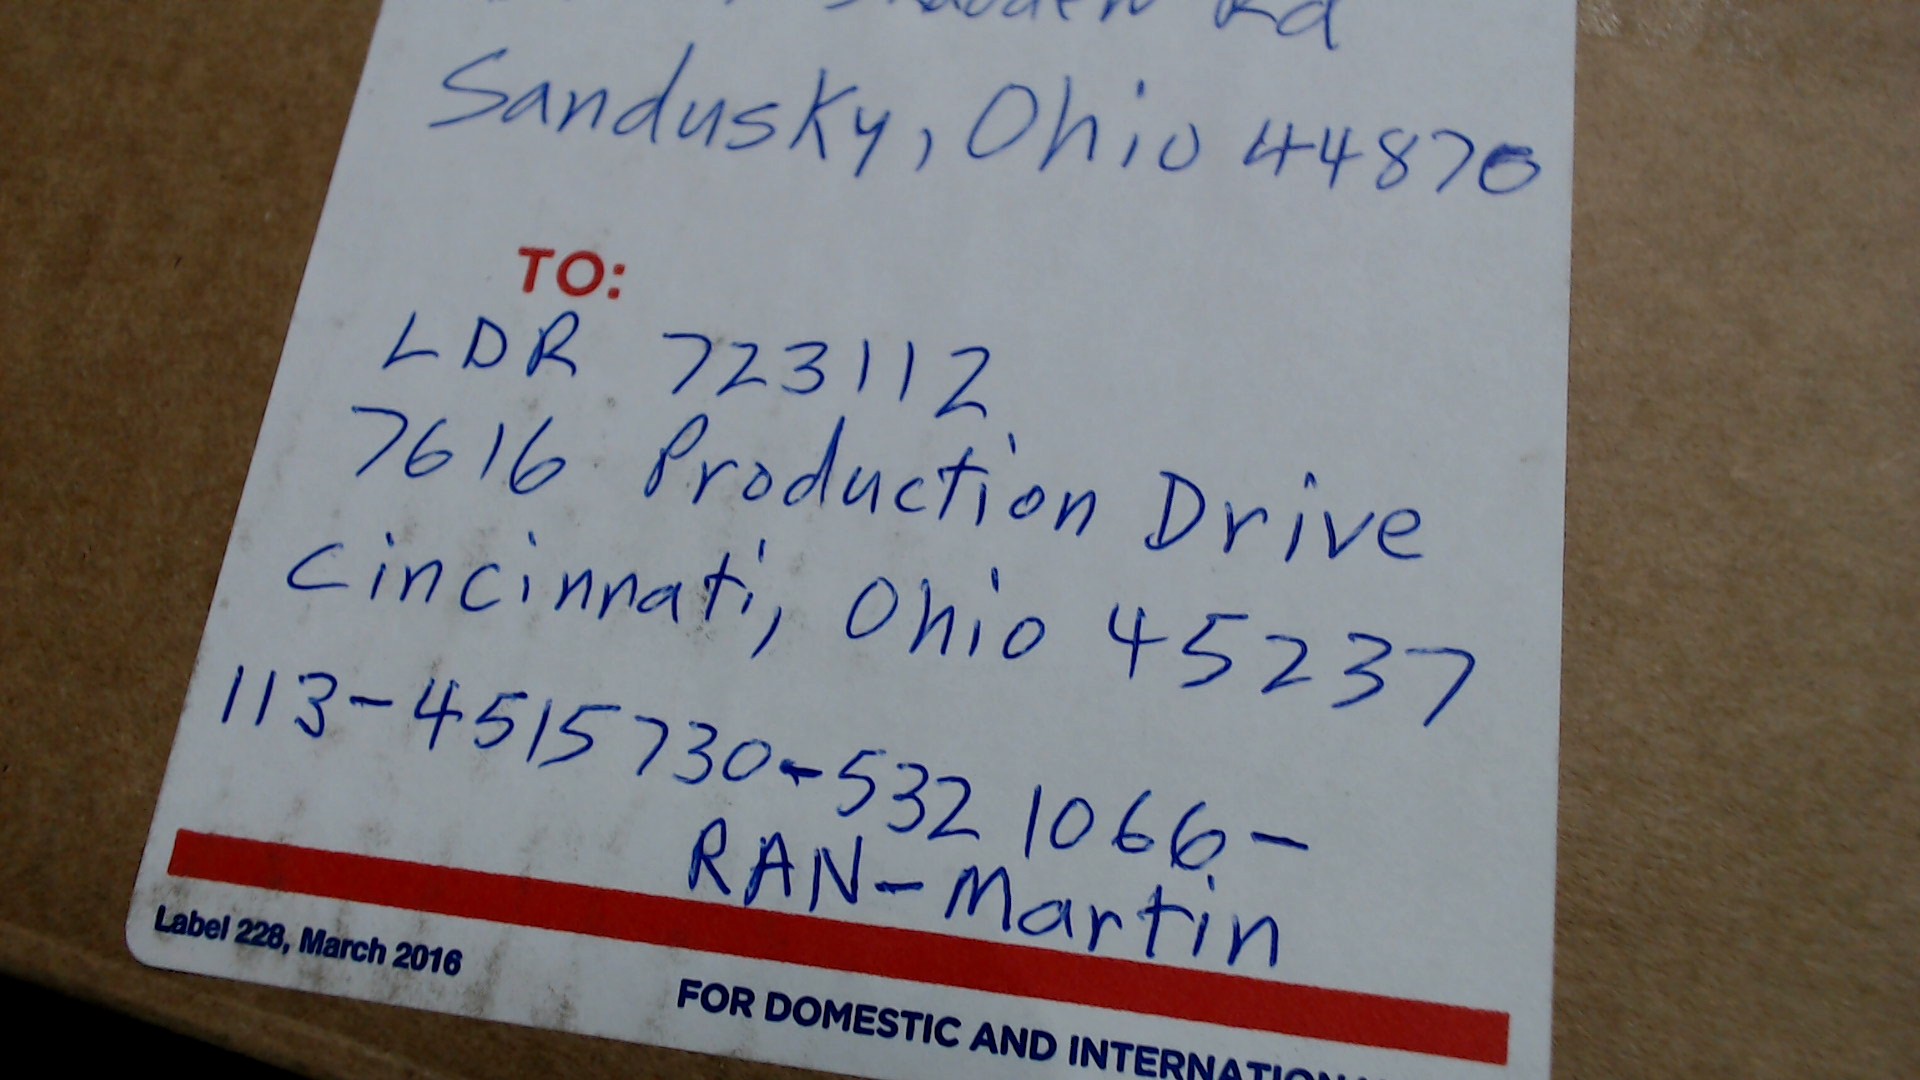 Rd
Sandusky, Ohio 44870
TO:
LDR 723112
7616 Production Drive
Cincinnati, Ohio 45237
113-4515730-5321066-
RAN-Martin
Label 228, March 2016
FOR DOMESTIC AND